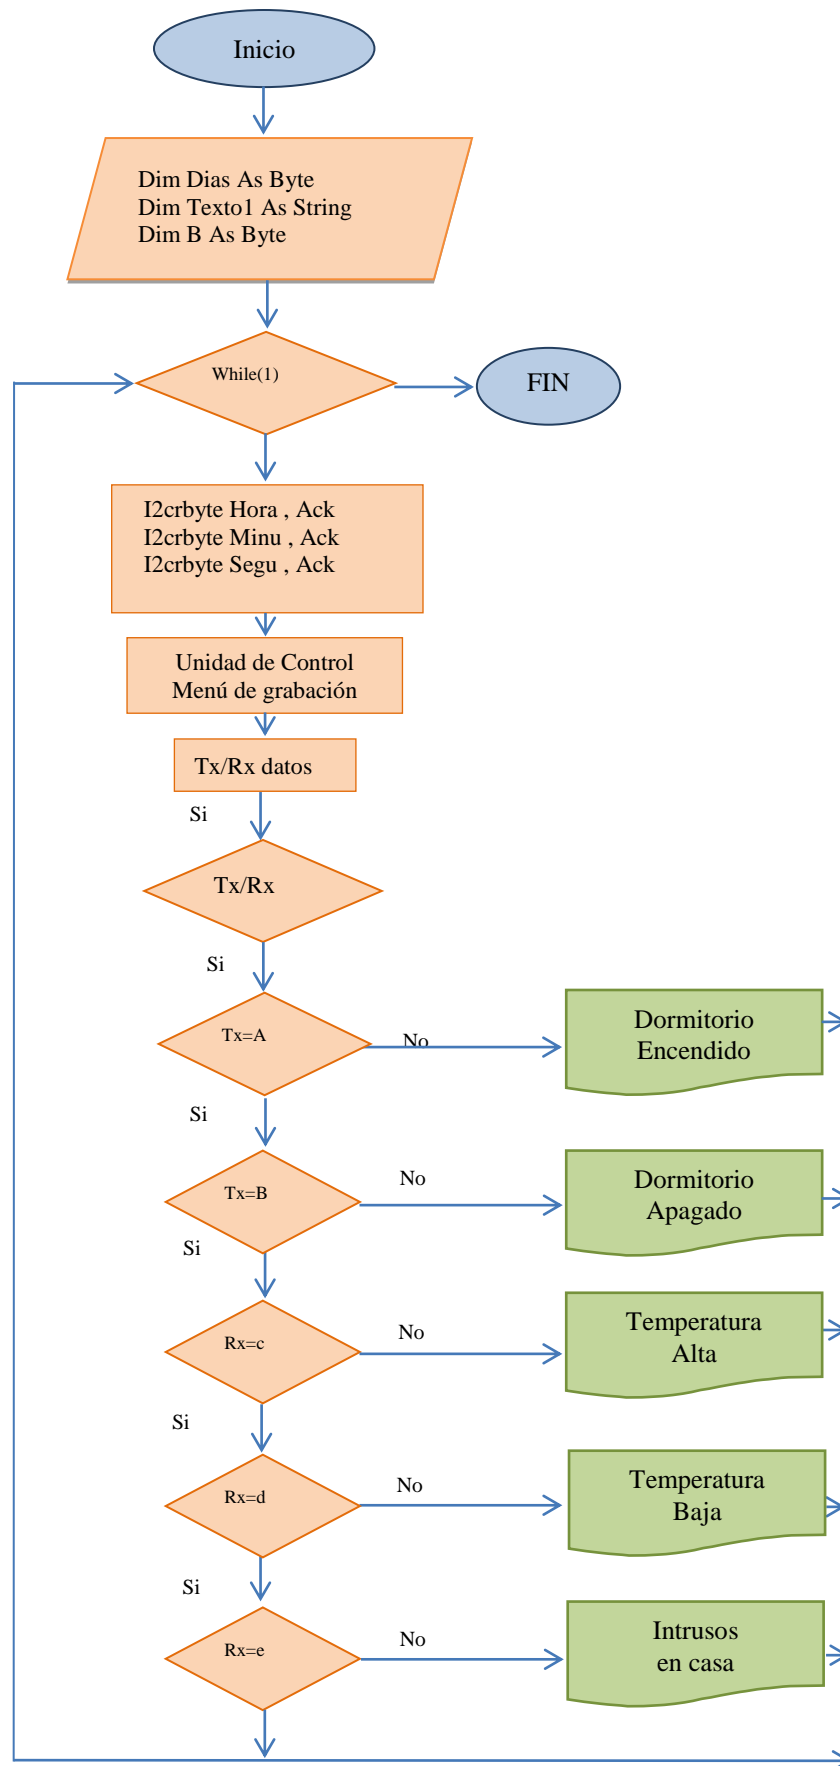 Inicio
Dim Dias As Byte
Dim Texto1 As String
Dim B As Byte
While(1)
FIN
I2crbyte Hora , Ack
I2crbyte Minu , Ack
I2crbyte Segu , Ack
Unidad de Control
Menú de grabación
Tx/Rx datos
Si
Tx/Rx
Si
Tx=A
No
Dormitorio
Encendido
Si
Tx=B
No
Dormitorio
Apagado
Si
Rx=c
No
Temperatura
Alta
Si
Rx=d
No
Temperatura
Baja
Si
Rx=e
No
Intrusos
en casa